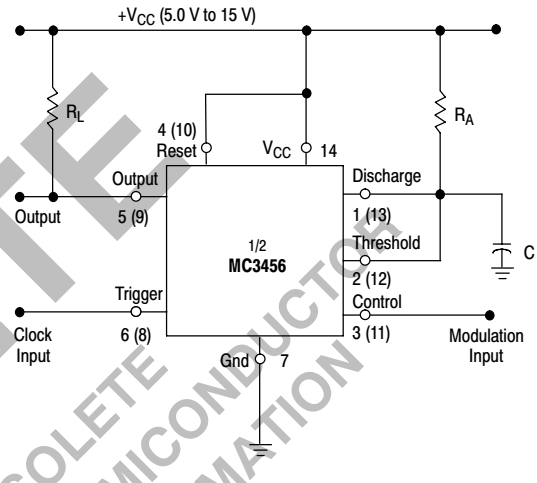 +VCC (5.0 V to 15 V)
RL
RA
4 (10)
Reset
VCC 14
Output
5 (9)
Output
Discharge
1 (13)
1/2
MC3456
Threshold
2 (12)
C
Trigger
6 (8)
Clock
Input
Control
3 (11)
Modulation
Input
Gnd 7